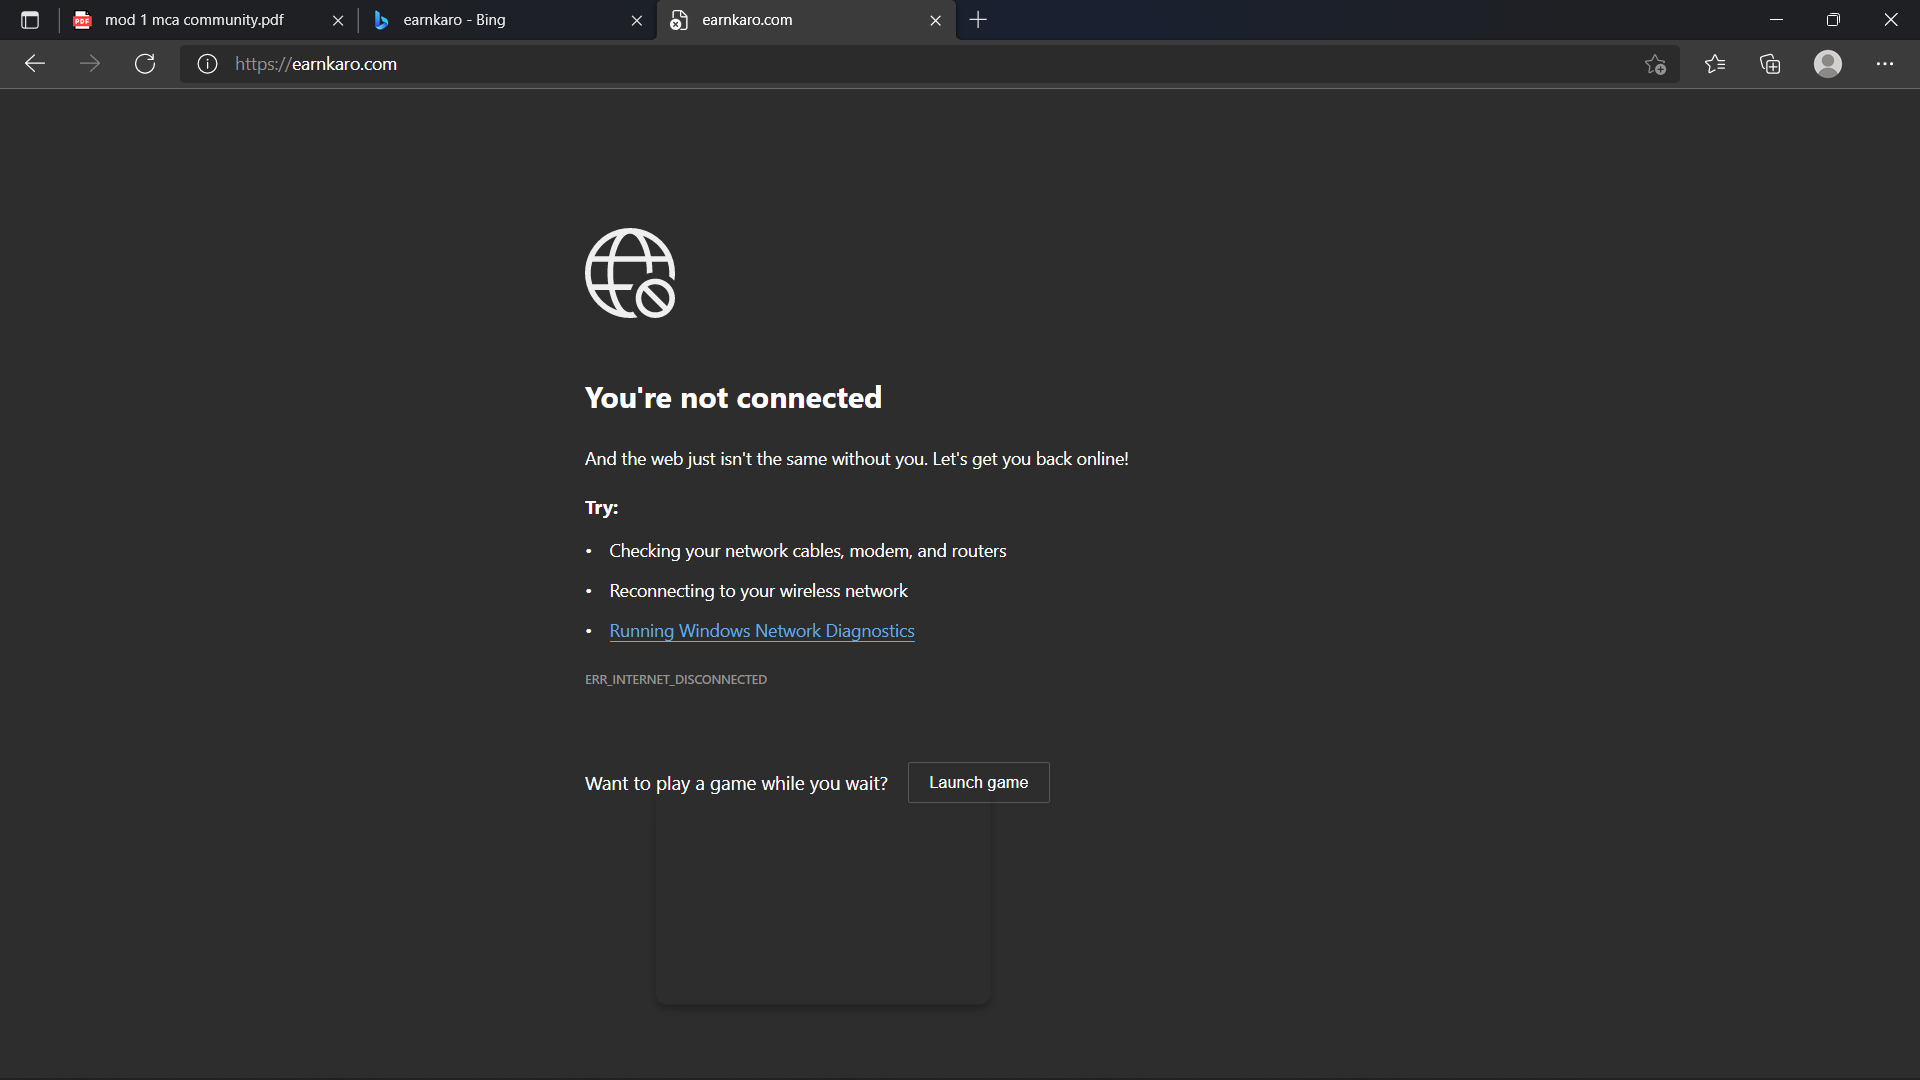 mod 1 mca community.pdf
earnkaro - Bing
earnkaro.com
https://earnkaro.com
You're not connected
And the web just isn't the same without you. Let's get you back online!
Try:
• Checking your network cables, modem, and routers
• Reconnecting to your wireless network
• Running Windows Network Diagnostics
ERR_INTERNET_DISCONNECTED
Want to play a game while you wait?
Launch game